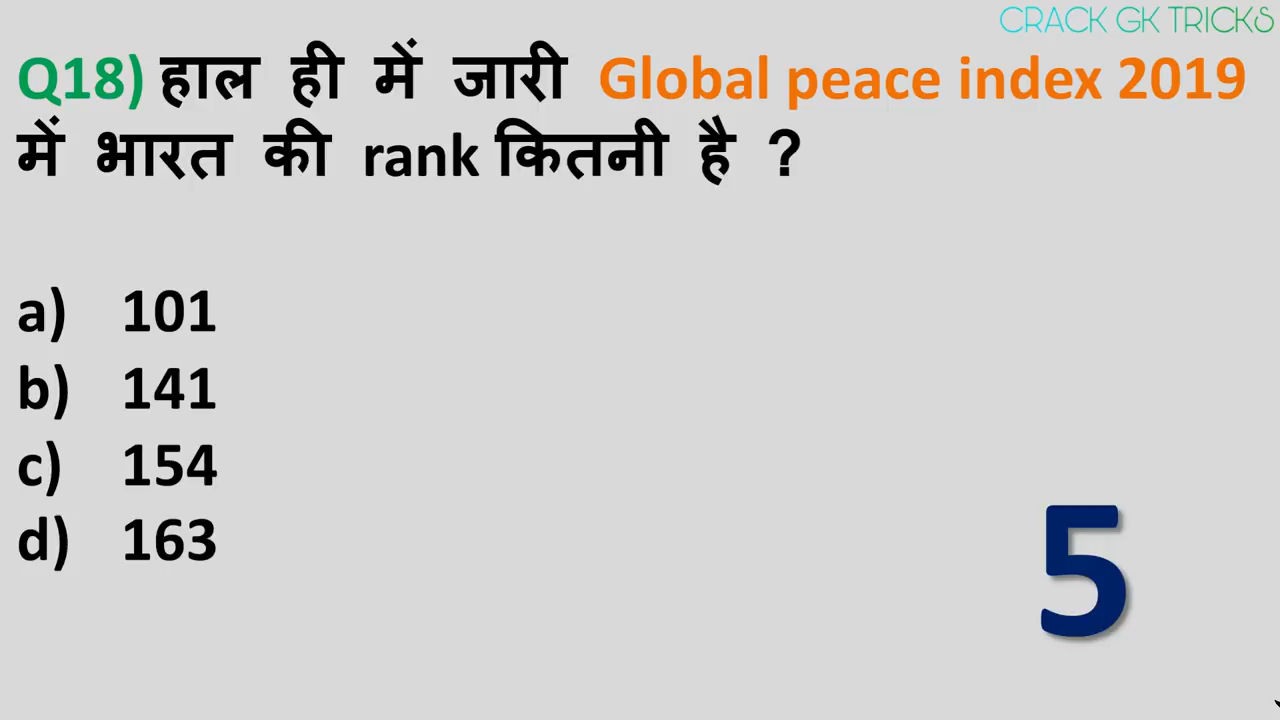 CRACK GK TRICKS
Q18) हाल ही में जारी Global peace index 2019
में भारत की rank कितनी है ?
a) 101
b) 141
c) 154
d) 163
5